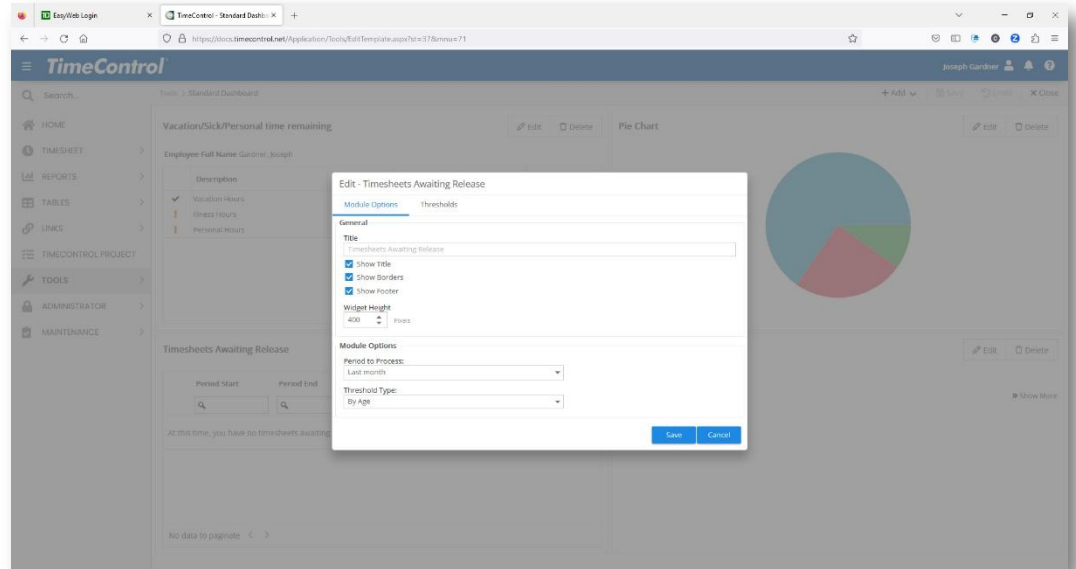 EasyWeb Login
TimeControl - Standard Dashbo
https://docs.timecontrol.net/Application/Tools/EditTemplate.aspx?st=37&mnu=71
TimeControl
Joseph Gardner
Search...
Tools > Standard Dashboard
+ Add
Close
HOME
TIMESHEET
REPORTS
TABLES
LINKS
TIMECONTROL PROJECT
TOOLS
ADMINISTRATOR
MAINTENANCE
Vacation/Sick/Personal time remaining
Edit
Delete
Employee Full Name Gardner, Joseph
Description
Vacation Hours
Illness Hours
Personal Hours
Pie Chart
Edit
Delete
Edit - Timesheets Awaiting Release
Module Options
Thresholds
General
Title
Timesheets Awaiting Release
Show Title
Show Borders
Show Footer
Widget Height
400
Pixels
Module Options
Period to Process:
Last month
Threshold Type:
By Age
Save
Cancel
Timesheets Awaiting Release
Period Start
Period End
At this time, you have no timesheets awaiting
No data to paginate
Edit
Delete
Show More